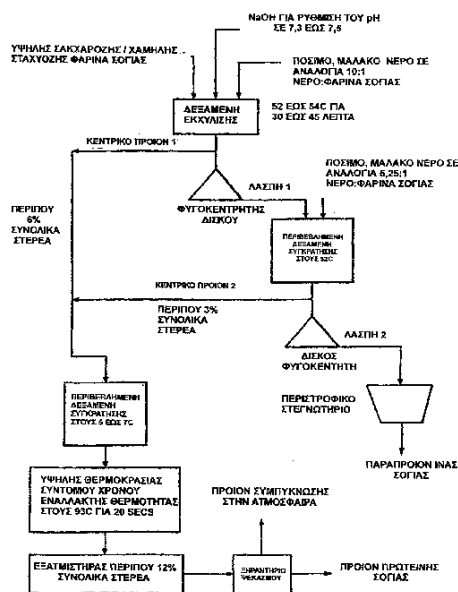 NaOH ΓΙΑ ΡΥΘΜΙΣΗ ΤΟΥ pH
ΣΕ 7,3 ΕΩΣ 7,5
ΥΨΗΛΗΣ ΣΑΚΧΑΡΟΖΗΣ / ΧΑΜΗΛΗΣ
ΣΤΑΧΥΟΖΗΣ ΦΑΡΙΝΑ ΣΟΓΙΑΣ
ΠΟΣΙΜΟ, ΜΑΛΑΚΟ ΝΕΡΟ ΣΕ
ΑΝΑΛΟΓΙΑ 10:1
ΝΕΡΟ:ΦΑΡΙΝΑ ΣΟΓΙΑΣ
ΔΕΞΑΜΕΝΗ
ΕΚΧΥΛΙΣΗΣ
52 ΕΩΣ 54C ΓΙΑ
30 ΕΩΣ 45 ΛΕΠΤΑ
ΚΕΝΤΡΙΚΟ ΠΡΟΙΟΝ 1
ΠΟΣΙΜΟ, ΜΑΛΑΚΟ ΝΕΡΟ ΣΕ
ΑΝΑΛΟΓΙΑ 5,25:1
ΝΕΡΟ:ΦΑΡΙΝΑ ΣΟΓΙΑΣ
ΛΑΣΠΗ 1
ΦΥΓΟΚΕΝΤΡΗΤΗΣ
ΔΙΣΚΟΥ
ΠΕΡΙΠΟΥ
6%
ΣΥΝΟΛΙΚΑ
ΣΤΕΡΕΑ
ΠΕΡΙΒΕΒΛΗΜΕΝΗ
ΔΕΞΑΜΕΝΗ
ΣΥΓΚΡΑΤΗΣΗΣ
ΣΤΟΥΣ 52C
ΚΕΝΤΡΙΚΟ ΠΡΟΙΟΝ 2
ΠΕΡΙΠΟΥ 3%
ΣΥΝΟΛΙΚΑ
ΣΤΕΡΕΑ
ΛΑΣΠΗ 2
ΔΙΣΚΟΣ
ΦΥΓΟΚΕΝΤΗΤΗ
ΠΕΡΙΣΤΡΟΦΙΚΟ
ΣΤΕΓΝΩΤΗΡΙΟ
ΠΕΡΙΒΕΒΛΗΜΕΝΗ
ΔΕΞΑΜΕΝΗ
ΣΥΓΚΡΑΤΗΣΗΣ
ΣΤΟΥΣ 5 ΕΩΣ 7C
ΠΑΡΑΠΡΟΙΟΝ ΙΝΑΣ
ΣΟΓΙΑΣ
ΥΨΗΛΗΣ ΘΕΡΜΟΚΡΑΣΙΑΣ
ΣΥΝΤΟΜΟΥ ΧΡΟΝΟΥ
ΕΝΑΛΛΑΚΤΗΣ ΘΕΡΜΟΤΗΤΑΣ
ΣΤΟΥΣ 93C ΓΙΑ 20 SECS
ΠΡΟΙΟΝ ΣΥΜΠΥΚΝΩΣΗΣ
ΣΤΗΝ ΑΤΜΟΣΦΑΙΡΑ
ΕΞΑΤΜΙΣΤΗΡΑΣ ΠΕΡΙΠΟΥ 12%
ΣΥΝΟΛΙΚΑ ΣΤΕΡΕΑ
ΞΗΡΑΝΤΗΡΙΟ
ΨΕΚΑΣΜΟΥ
ΠΡΟΙΟΝ ΠΡΩΤΕΙΝΗΣ
ΣΟΓΙΑΣ